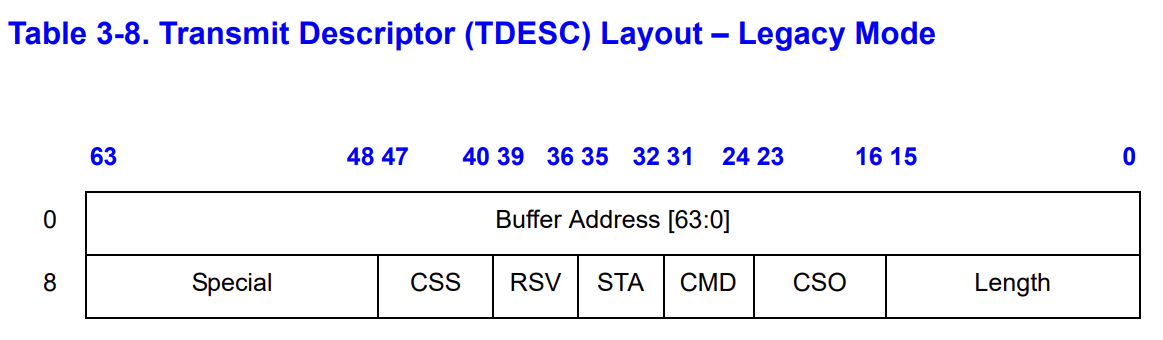 Table 3-8. Transmit Descriptor (TDESC) Layout – Legacy Mode
63 48 47 40 39 36 35 32 31 24 23 16 15 0
0 Buffer Address [63:0]
8 Special CSS RSV STA CMD CSO Length